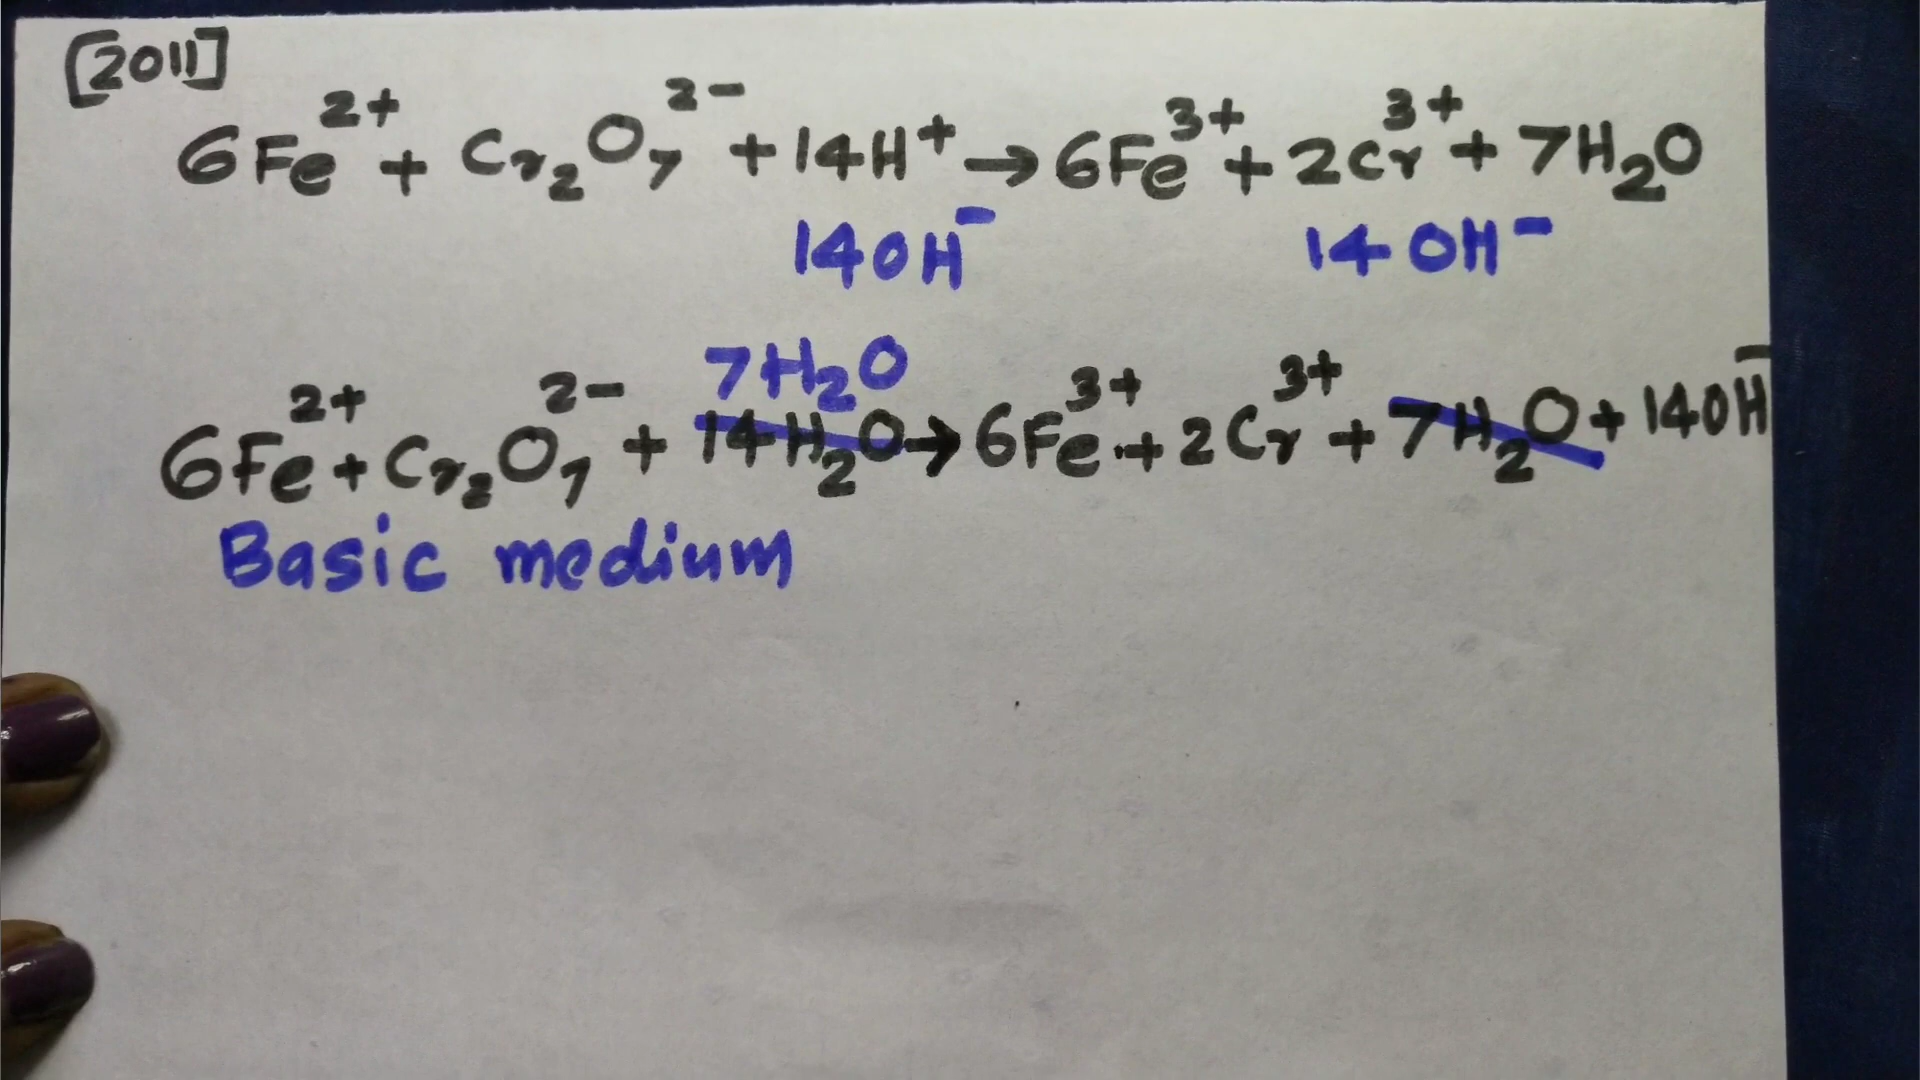 [2011]
6Fe²⁺ + Cr₂O₇²⁻ + 14H⁺ → 6Fe³⁺ + 2Cr³⁺ + 7H₂O
14OH⁻ 14OH⁻
7H₂O
6Fe²⁺ + Cr₂O₇²⁻ + 14H₂O → 6Fe³⁺ + 2Cr³⁺ + 7H₂O + 14OH⁻
Basic medium